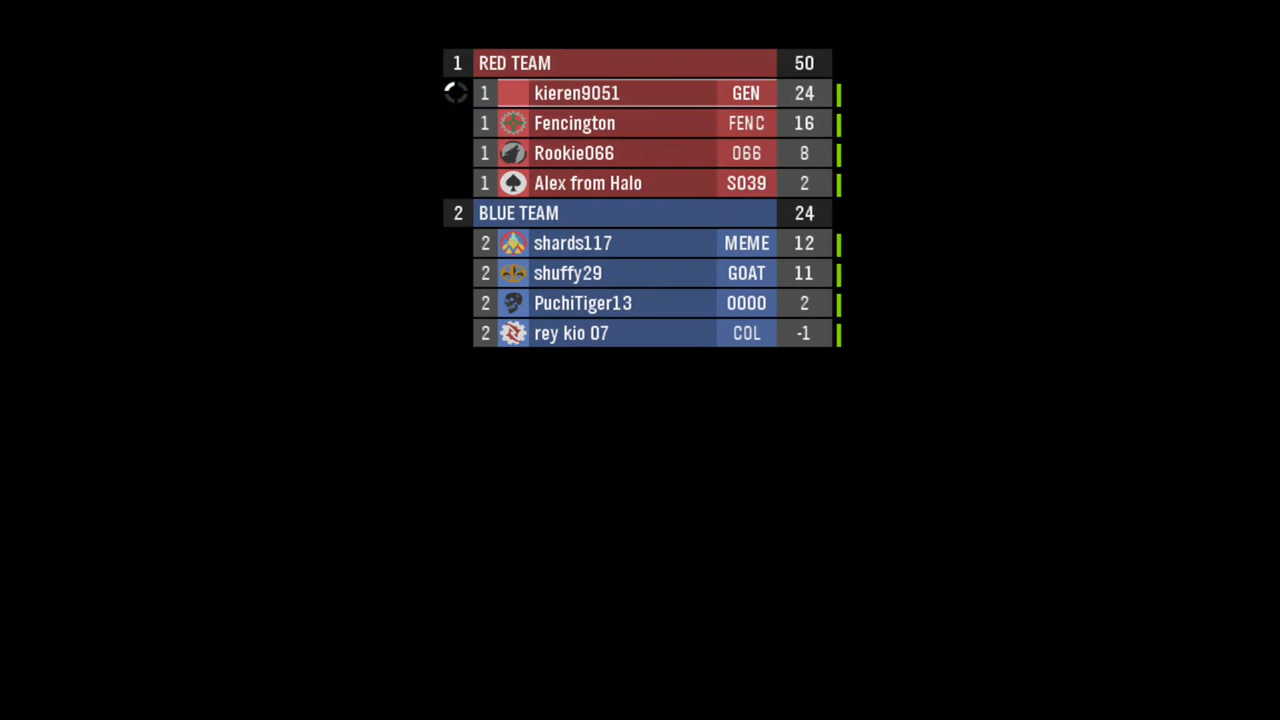 1 RED TEAM 50
1 kieren9051 GEN 24
1 Fencington FENC 16
1 Rookie066 066 8
1 Alex from Halo S039 2
2 BLUE TEAM 24
2 shards117 MEME 12
2 shuffy29 GOAT 11
2 PuchiTiger13 0000 2
2 rey kio 07 COL -1